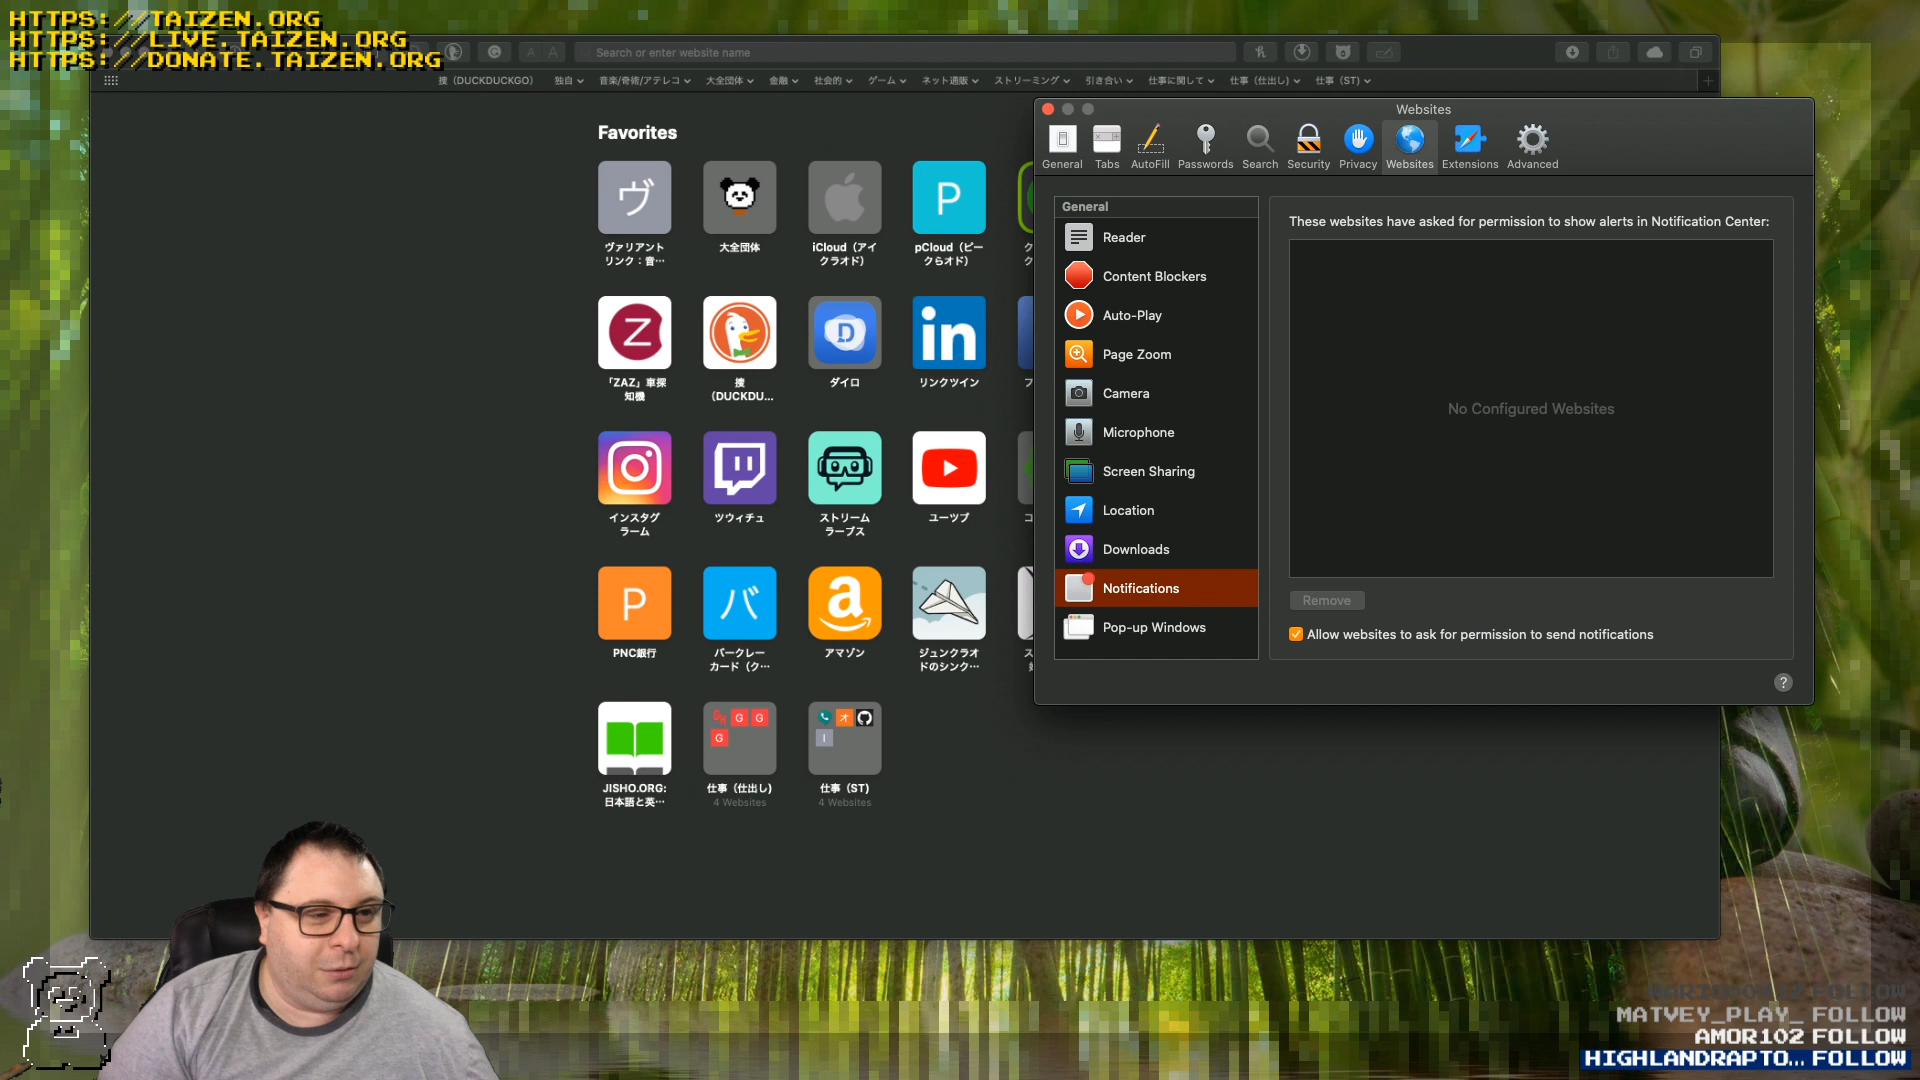 HTTPS://TAIZEN.ORG
HTTPS://LIVE.TAIZEN.ORG
HTTPS://DONATE.TAIZEN.ORG
Search or enter website name
捜（DUCKDUCKGO） 独自 音楽/奇術/アテレコ 大全団体 金融 社会的 ゲーム ネット通販 ストリーミング 引き合い 仕事に関して 仕事（仕出し） 仕事（ST）
Favorites
ヴ
P
ヴァリアント
リンク：音…
大全団体
iCloud（アイ
クラオド）
pCloud（ピー
くらオド）
「ZAZ」車探
知機
捜
（DUCKDU…
ダイロ
リンクツイン
インスタグ
ラーム
ツウィチュ
ストリーム
ラーブス
ユーツブ
P
バ
PNC銀行
バークレー
カード（ク…
アマゾン
ジュンクラオ
ドのシンク…
JISHO.ORG:
日本語と英…
仕事（仕出し）
4 Websites
仕事（ST）
4 Websites
Websites
General Tabs AutoFill Passwords Search Security Privacy Websites Extensions Advanced
General
Reader
Content Blockers
Auto-Play
Page Zoom
Camera
Microphone
Screen Sharing
Location
Downloads
Notifications
Pop-up Windows
These websites have asked for permission to show alerts in Notification Center:
No Configured Websites
Remove
Allow websites to ask for permission to send notifications
?
MATVEY_PLAY_ FOLLOW
AMOR102 FOLLOW
HIGHLANDRAPTO... FOLLOW